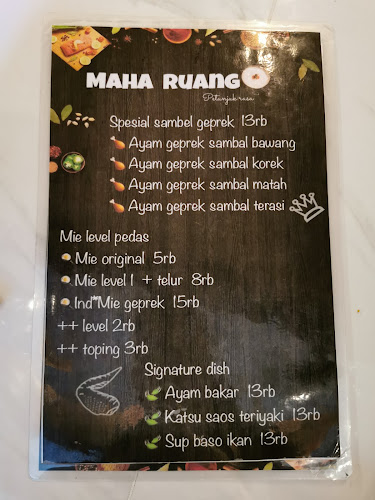 MAHA RUANG
Petunjuk rasa
Spesial sambel geprek 13rb
Ayam geprek sambal bawang
Ayam geprek sambal korek
Ayam geprek sambal matah
Ayam geprek sambal terasi
Mie level pedas
Mie original 5rb
Mie level 1 + telur 8rb
Ind*Mie geprek 15rb
++ level 2rb
++ toping 3rb
Signature dish
Ayam bakar 13rb
Katsu saos teriyaki 13rb
Sup baso ikan 13rb